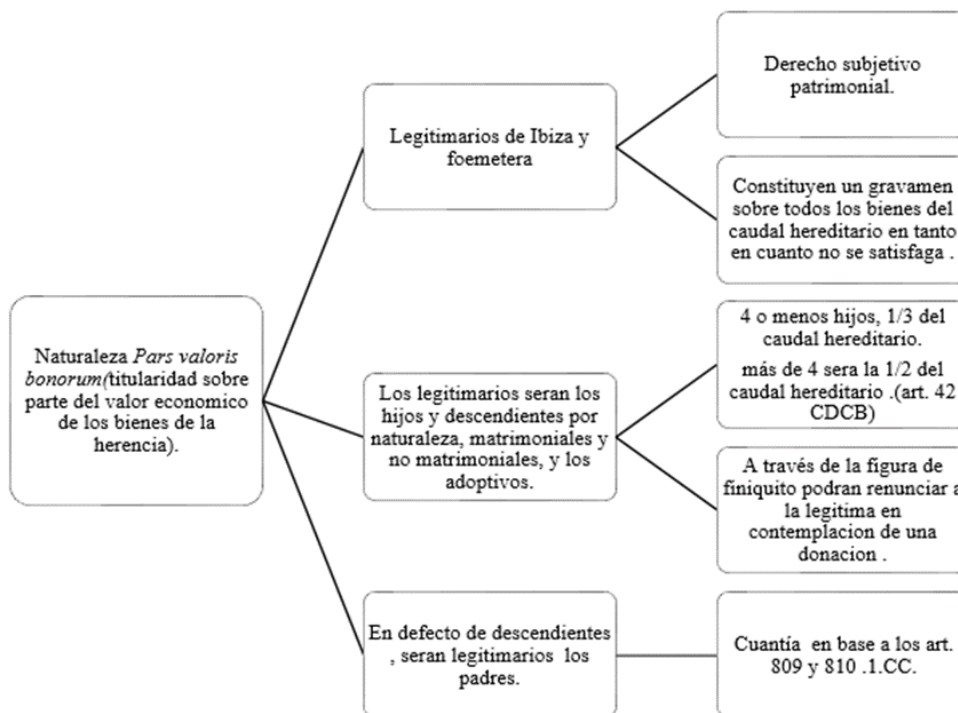 Naturaleza Pars valoris
bonorum(titularidad sobre
parte del valor economico
de los bienes de la
herencia).
Legitimarios de Ibiza y
foemetera
Derecho subjetivo
patrimonial.
Constituyen un gravamen
sobre todos los bienes del
caudal hereditario en tanto
en cuanto no se satisfaga .
Los legitimarios seran los
hijos y descendientes por
naturaleza, matrimoniales y
no matrimoniales, y los
adoptivos.
4 o menos hijos, 1/3 del
caudal hereditario.
más de 4 sera la 1/2 del
caudal hereditario .(art. 42
CDCB)
A través de la figura de
finiquito podran renunciar a
la legitima en
contemplacion de una
donacion .
En defecto de descendientes
, seran legitimarios los
padres.
Cuantía en base a los art.
809 y 810 .1.CC.